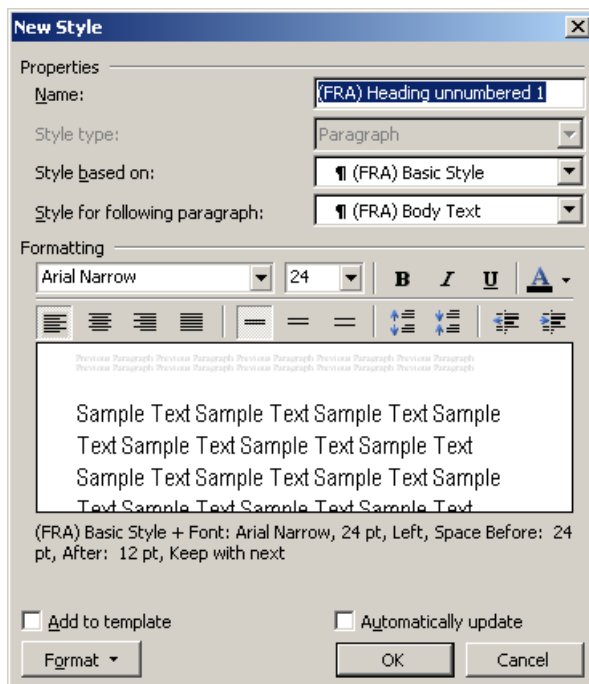 New Style
Properties
Name: (FRA) Heading unnumbered 1
Style type: Paragraph
Style based on: ¶ (FRA) Basic Style
Style for following paragraph: ¶ (FRA) Body Text
Formatting
Arial Narrow 24 B I U A
Previous Paragraph Previous Paragraph Previous Paragraph Previous Paragraph Previous Paragraph
Previous Paragraph Previous Paragraph Previous Paragraph Previous Paragraph Previous Paragraph
Sample Text Sample Text Sample Text Sample
Text Sample Text Sample Text Sample Text
Sample Text Sample Text Sample Text Sample
Text Sample Text Sample Text Sample Text
(FRA) Basic Style + Font: Arial Narrow, 24 pt, Left, Space Before: 24
pt, After: 12 pt, Keep with next
Add to template Automatically update
Format OK Cancel